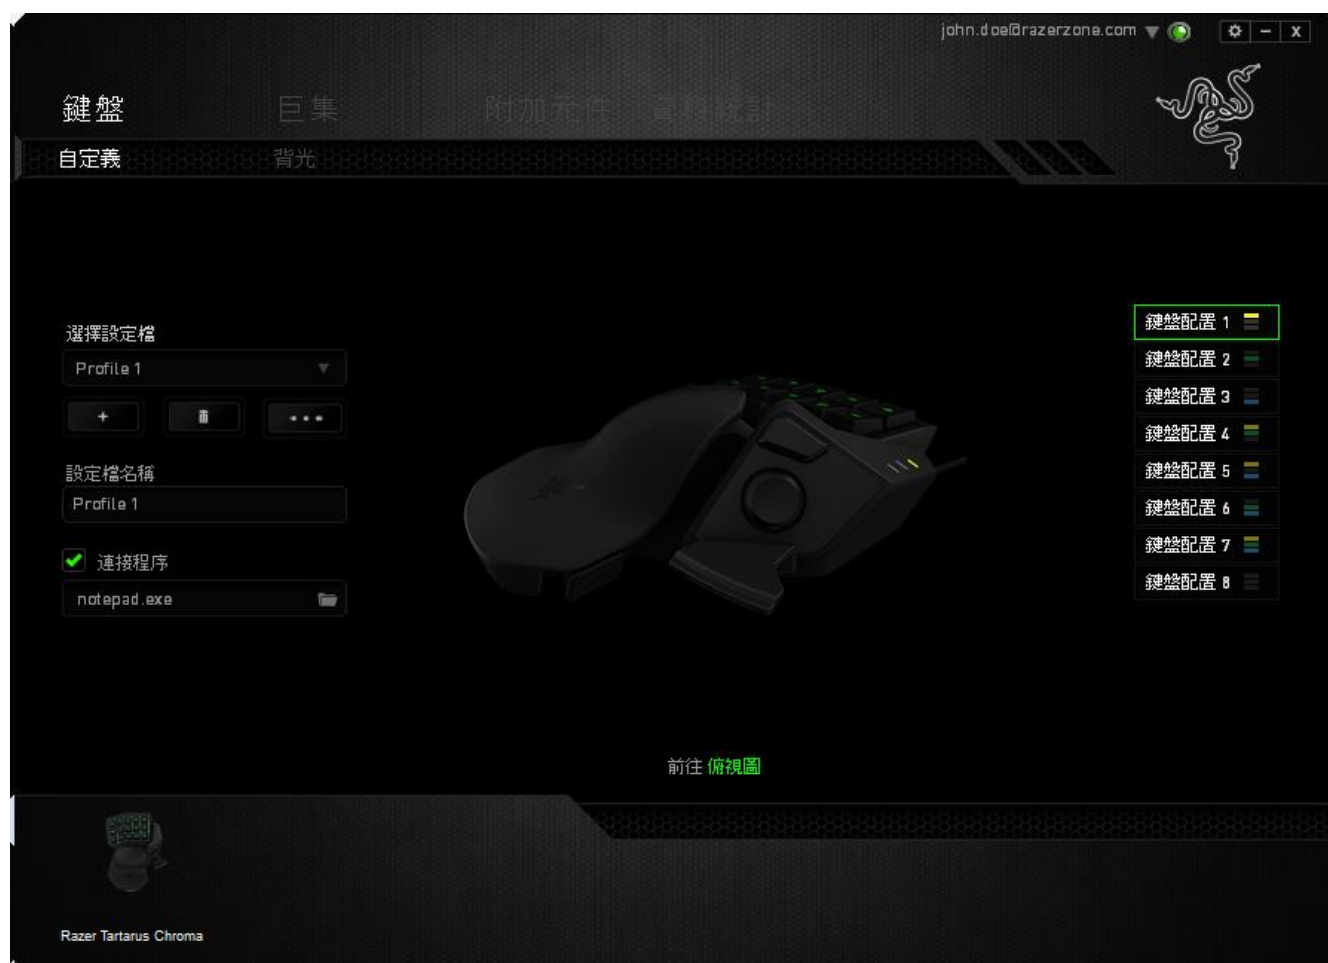 john.doe@razerzone.com
鍵盤
巨集
附加元件
自定義
背光
選擇設定檔
Profile 1
設定檔名稱
Profile 1
連接程序
notepad.exe
鍵盤配置 1
鍵盤配置 2
鍵盤配置 3
鍵盤配置 4
鍵盤配置 5
鍵盤配置 6
鍵盤配置 7
鍵盤配置 8
前往 俯視圖
Razer Tartarus Chroma